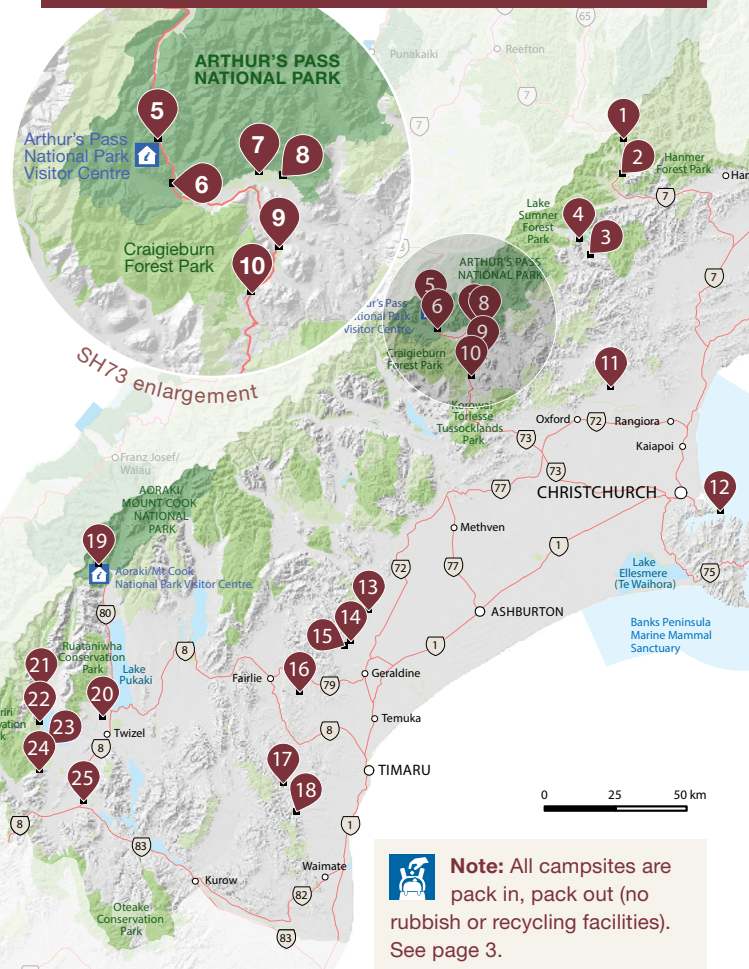 65
Punakaiki
Reefton
7
7
ARTHUR'S PASS
NATIONAL PARK
5
Arthur's Pass
National Park
Visitor Centre
7
8
6
9
Craigieburn
Forest Park
10
SH73 enlargement
1
2
Hanmer
Forest Park
7
Lake
Sumner
Forest
Park
4
3
7
ARTHUR'S PASS
NATIONAL PARK
5
6
8
9
10
ur's Pass
tional Park
Visitor Centre
Craigieburn
Forest Park
Korowai
Torlesse
Tussocklands
Park
11
Oxford
72
Rangiora
73
Kaiapoi
73
77
CHRISTCHURCH
12
Franz Josef/
Waiau
AORAKI/
MOUNT COOK
NATIONAL
PARK
19
Aoraki/Mt Cook
National Park Visitor Centre
Methven
1
72
77
Lake
Ellesmere
(Te Waihora)
75
13
14
15
ASHBURTON
Banks Peninsula
Marine Mammal
Sanctuary
80
8
1
Ruataniwha
Conservation
Park
Lake
Pukaki
21
22
23
24
20
Twizel
8
Fairlie
16
79
Geraldine
Temuka
8
25
17
18
TIMARU
0 25 50 km
8
83
1
Waimate
Kurow
82
Oteake
Conservation
Park
83
Note: All campsites are
pack in, pack out (no
rubbish or recycling facilities).
See page 3.